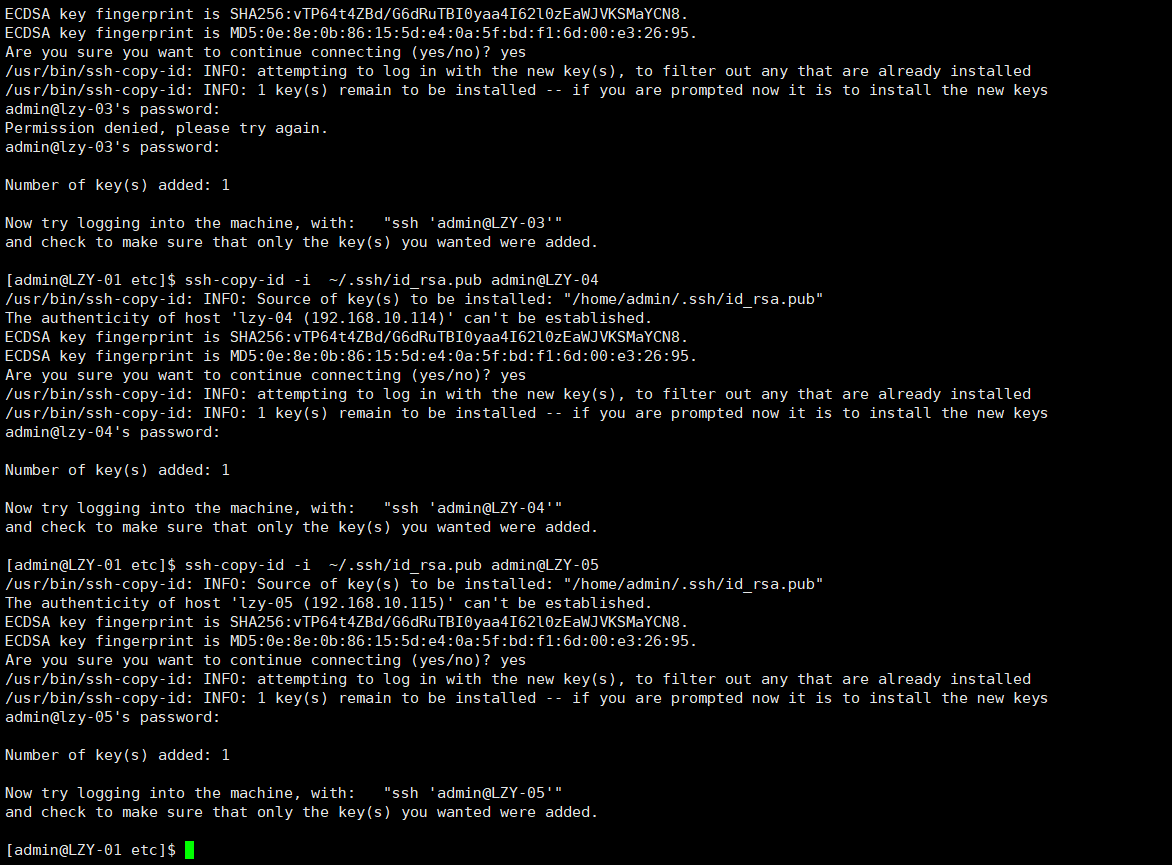 ECDSA key fingerprint is SHA256:vTP64t4ZBd/G6dRuTBI0yaa4I62l0zEaWJVKSMaYCN8.
ECDSA key fingerprint is MD5:0e:8e:0b:86:15:5d:e4:0a:5f:bd:f1:6d:00:e3:26:95.
Are you sure you want to continue connecting (yes/no)? yes
/usr/bin/ssh-copy-id: INFO: attempting to log in with the new key(s), to filter out any that are already installed
/usr/bin/ssh-copy-id: INFO: 1 key(s) remain to be installed -- if you are prompted now it is to install the new keys
admin@lzy-03's password:
Permission denied, please try again.
admin@lzy-03's password:
Number of key(s) added: 1
Now try logging into the machine, with:   "ssh 'admin@LZY-03'"
and check to make sure that only the key(s) you wanted were added.
[admin@LZY-01 etc]$ ssh-copy-id -i  ~/.ssh/id_rsa.pub admin@LZY-04
/usr/bin/ssh-copy-id: INFO: Source of key(s) to be installed: "/home/admin/.ssh/id_rsa.pub"
The authenticity of host 'lzy-04 (192.168.10.114)' can't be established.
ECDSA key fingerprint is SHA256:vTP64t4ZBd/G6dRuTBI0yaa4I62l0zEaWJVKSMaYCN8.
ECDSA key fingerprint is MD5:0e:8e:0b:86:15:5d:e4:0a:5f:bd:f1:6d:00:e3:26:95.
Are you sure you want to continue connecting (yes/no)? yes
/usr/bin/ssh-copy-id: INFO: attempting to log in with the new key(s), to filter out any that are already installed
/usr/bin/ssh-copy-id: INFO: 1 key(s) remain to be installed -- if you are prompted now it is to install the new keys
admin@lzy-04's password:
Number of key(s) added: 1
Now try logging into the machine, with:   "ssh 'admin@LZY-04'"
and check to make sure that only the key(s) you wanted were added.
[admin@LZY-01 etc]$ ssh-copy-id -i  ~/.ssh/id_rsa.pub admin@LZY-05
/usr/bin/ssh-copy-id: INFO: Source of key(s) to be installed: "/home/admin/.ssh/id_rsa.pub"
The authenticity of host 'lzy-05 (192.168.10.115)' can't be established.
ECDSA key fingerprint is SHA256:vTP64t4ZBd/G6dRuTBI0yaa4I62l0zEaWJVKSMaYCN8.
ECDSA key fingerprint is MD5:0e:8e:0b:86:15:5d:e4:0a:5f:bd:f1:6d:00:e3:26:95.
Are you sure you want to continue connecting (yes/no)? yes
/usr/bin/ssh-copy-id: INFO: attempting to log in with the new key(s), to filter out any that are already installed
/usr/bin/ssh-copy-id: INFO: 1 key(s) remain to be installed -- if you are prompted now it is to install the new keys
admin@lzy-05's password:
Number of key(s) added: 1
Now try logging into the machine, with:   "ssh 'admin@LZY-05'"
and check to make sure that only the key(s) you wanted were added.
[admin@LZY-01 etc]$